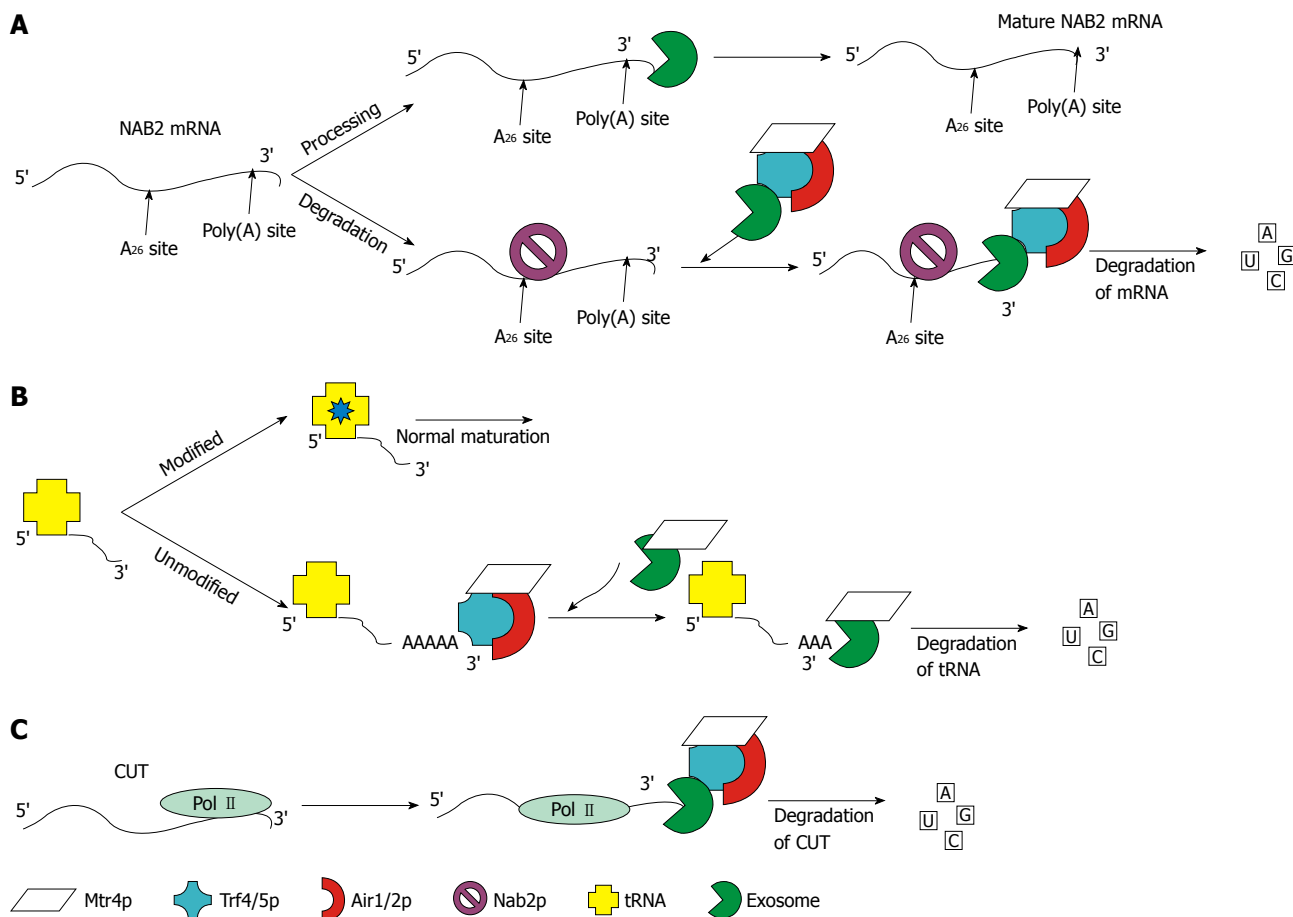 A
Mature NAB2 mRNA
5'
3'
5'
3'
Processing
A26 site
Poly(A) site
A26 site
Poly(A) site
NAB2 mRNA
5'
3'
A26 site
Poly(A) site
Degradation
5'
3'
A26 site
Poly(A) site
5'
3'
A26 site
Degradation
of mRNA
A
U
G
C
B
Modified
5'
3'
Normal maturation
5'
3'
Unmodified
5'
AAAAA
3'
5'
AAA
3'
Degradation
of tRNA
A
U
G
C
C
CUT
5'
Pol II
3'
5'
Pol II
3'
Degradation
of CUT
A
U
G
C
Mtr4p
Trf4/5p
Air1/2p
Nab2p
tRNA
Exosome